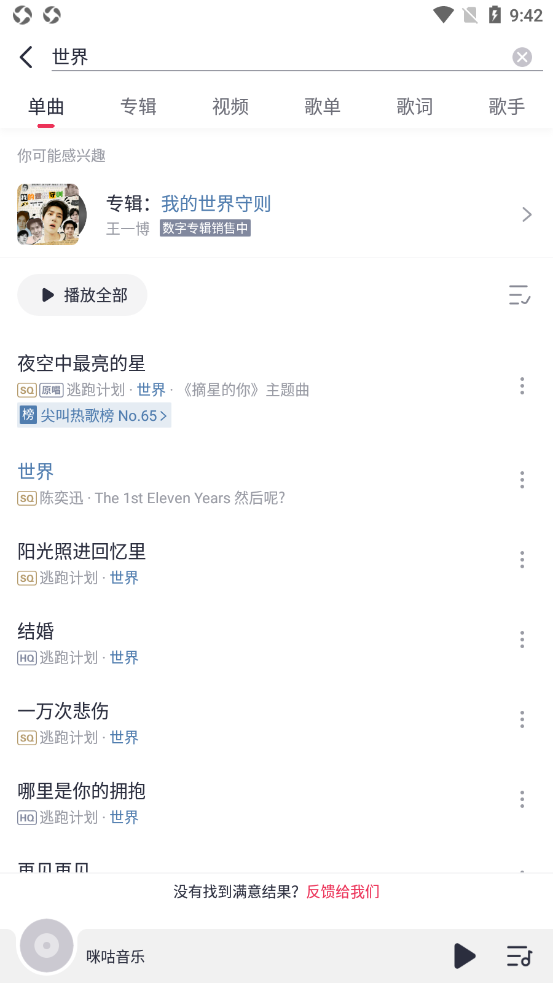 9:42
世界
单曲 专辑 视频 歌单 歌词 歌手
你可能感兴趣
专辑：我的世界守则
王一博 数字专辑销售中
播放全部
夜空中最亮的星
SQ 原唱 逃跑计划 · 世界 · 《摘星的你》主题曲
榜 尖叫热歌榜 No.65
世界
SQ 陈奕迅 · The 1st Eleven Years 然后呢?
阳光照进回忆里
SQ 逃跑计划 · 世界
结婚
HQ 逃跑计划 · 世界
一万次悲伤
SQ 逃跑计划 · 世界
哪里是你的拥抱
HQ 逃跑计划 · 世界
再见再见
没有找到满意结果？反馈给我们
咪咕音乐